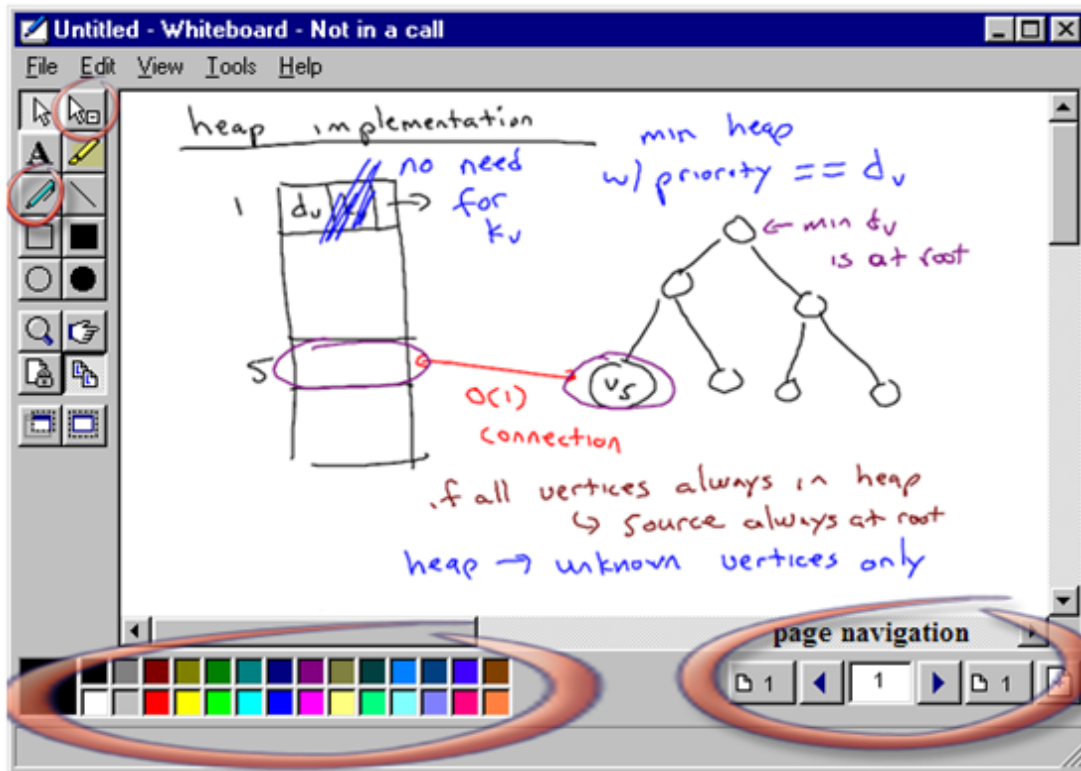 Untitled - Whiteboard - Not in a call
File Edit View Tools Help
heap implementation
min heap
w/ priority == dv
no need
for
kv
1
dv
A
← min dv
is at root
5
v5
O(1)
connection
if all vertices always in heap
↳ source always at root
heap → unknown vertices only
page navigation
1
1
1